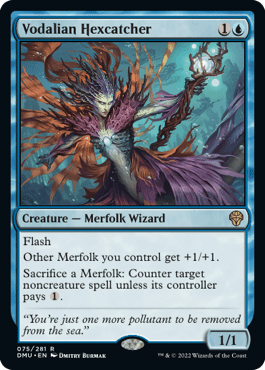 Vodalian Hexcatcher 1
Creature — Merfolk Wizard
Flash
Other Merfolk you control get +1/+1.
Sacrifice a Merfolk: Counter target
noncreature spell unless its controller
pays 1.
“You’re just one more pollutant to be removed
from the sea.”
1/1
075/281 R
DMU • EN DMITRY BURMAK
™ & © 2022 Wizards of the Coast